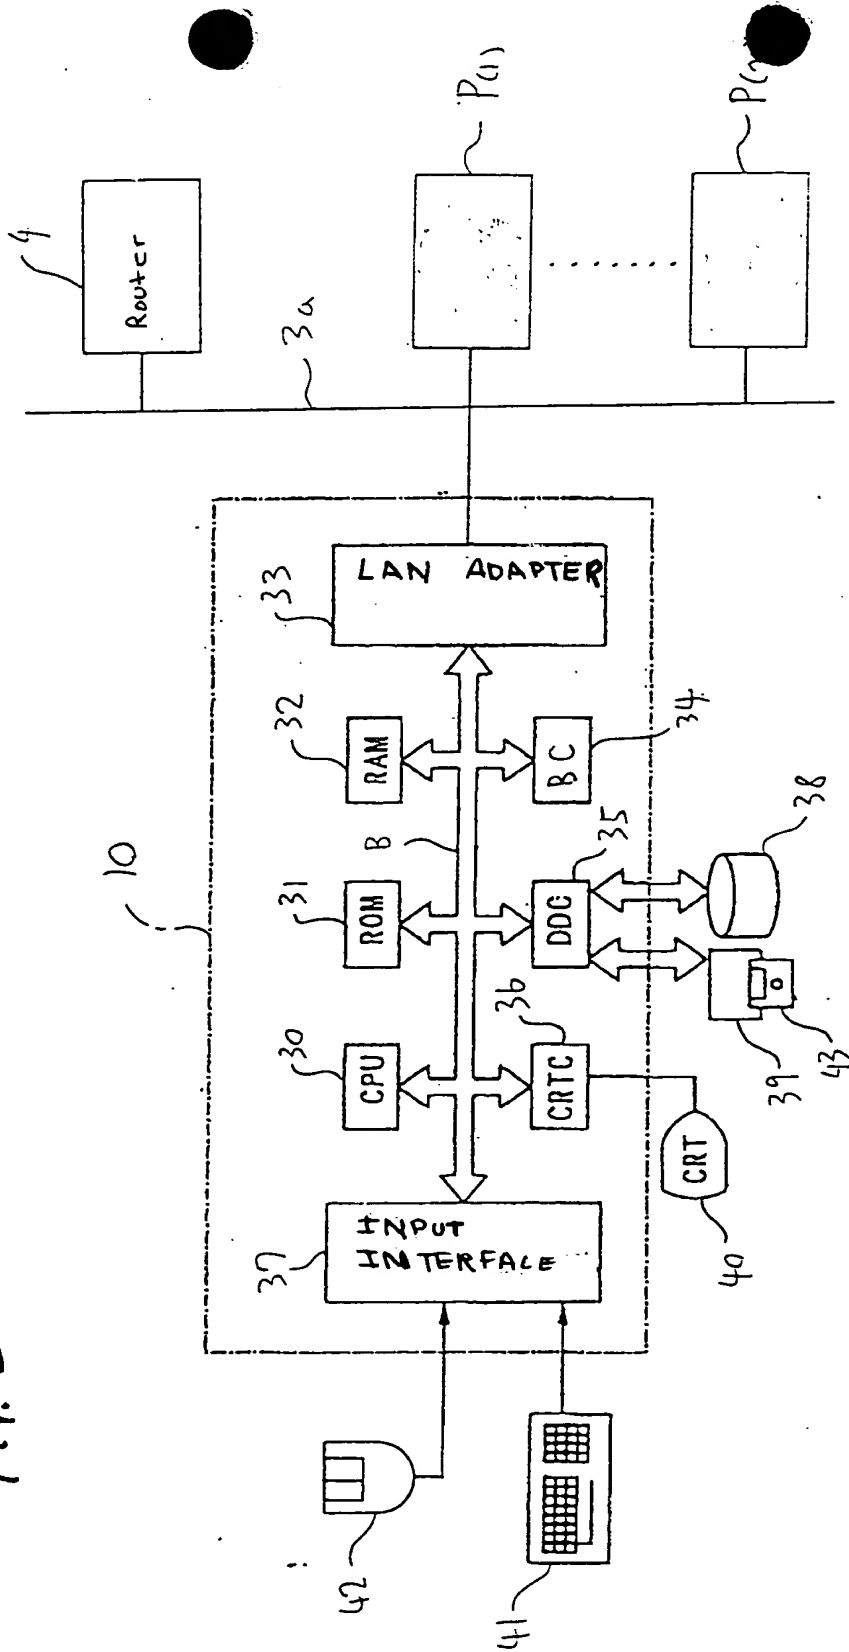 10
30
31
32
33
CPU
ROM
RAM
LAN ADAPTER
B
INPUT
INTERFACE
37
CRTC
36
DDC
35
BC
34
CRT
40
39
43
38
42
41
3a
4
Router
P(1)